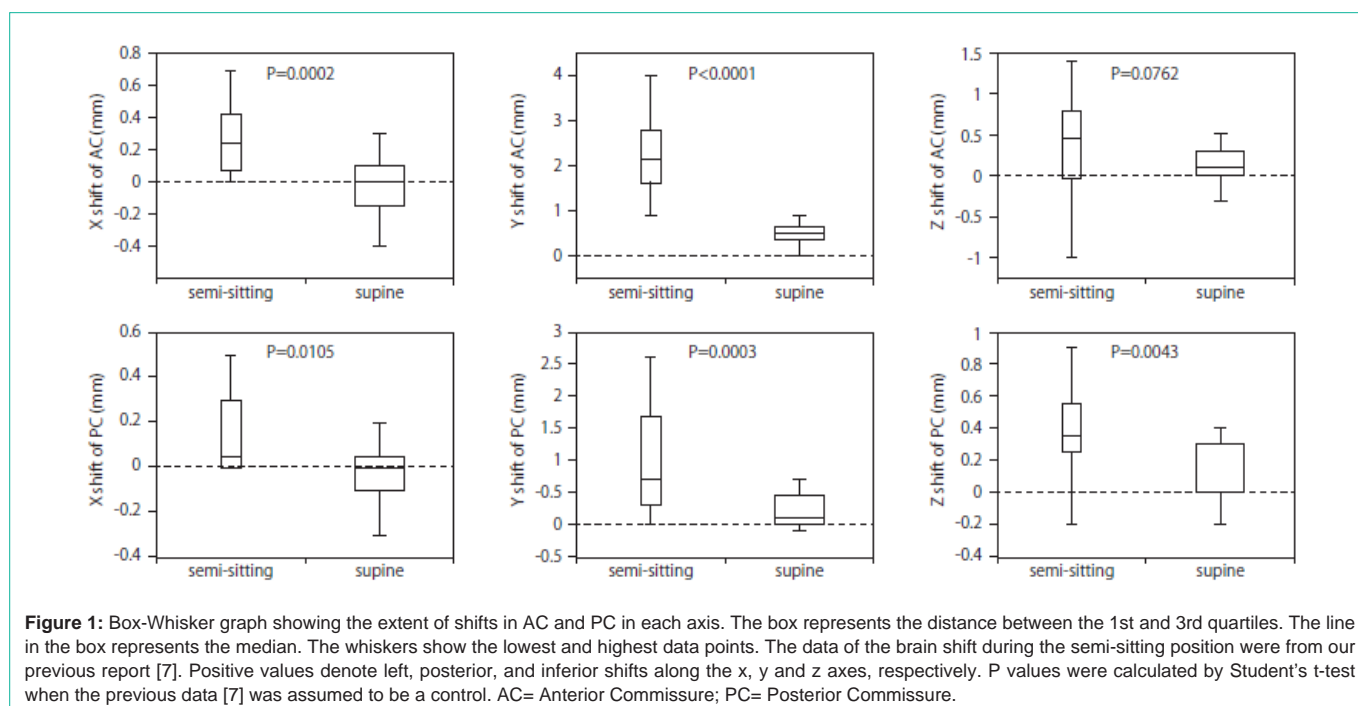 0.8
0.6
0.4
0.2
0
-0.2
-0.4
X shift of AC (mm)
P=0.0002
semi-sitting supine
4
3
2
1
0
Y shift of AC (mm)
P<0.0001
semi-sitting supine
1.5
1
0.5
0
-0.5
-1
Z shift of AC (mm)
P=0.0762
semi-sitting supine
0.6
0.4
0.2
0
-0.2
-0.4
X shift of PC (mm)
P=0.0105
semi-sitting supine
3
2.5
2
1.5
1
-0.5
0
-0.5
Y shift of PC (mm)
P=0.0003
semi-sitting supine
1
0.8
0.6
0.4
0.2
0
-0.2
-0.4
Z shift of PC (mm)
P=0.0043
semi-sitting supine
Figure 1: Box-Whisker graph showing the extent of shifts in AC and PC in each axis. The box represents the distance between the 1st and 3rd quartiles. The line
in the box represents the median. The whiskers show the lowest and highest data points. The data of the brain shift during the semi-sitting position were from our
previous report [7]. Positive values denote left, posterior, and inferior shifts along the x, y and z axes, respectively. P values were calculated by Student's t-test
when the previous data [7] was assumed to be a control. AC= Anterior Commissure; PC= Posterior Commissure.